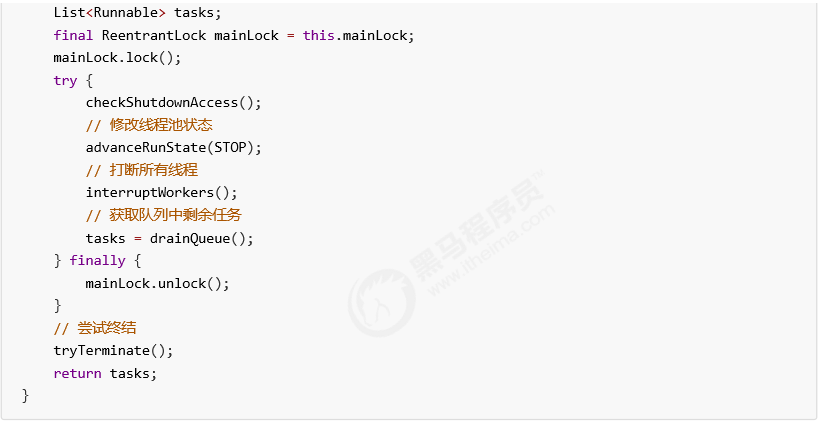 List<Runnable> tasks;
final ReentrantLock mainLock = this.mainLock;
mainLock.lock();
try {
checkShutdownAccess();
// 修改线程池状态
advanceRunState(STOP);
// 打断所有线程
interruptWorkers();
// 获取队列中剩余任务
tasks = drainQueue();
} finally {
mainLock.unlock();
}
// 尝试终结
tryTerminate();
return tasks;
}
黑马程序员™
www.itheima.com